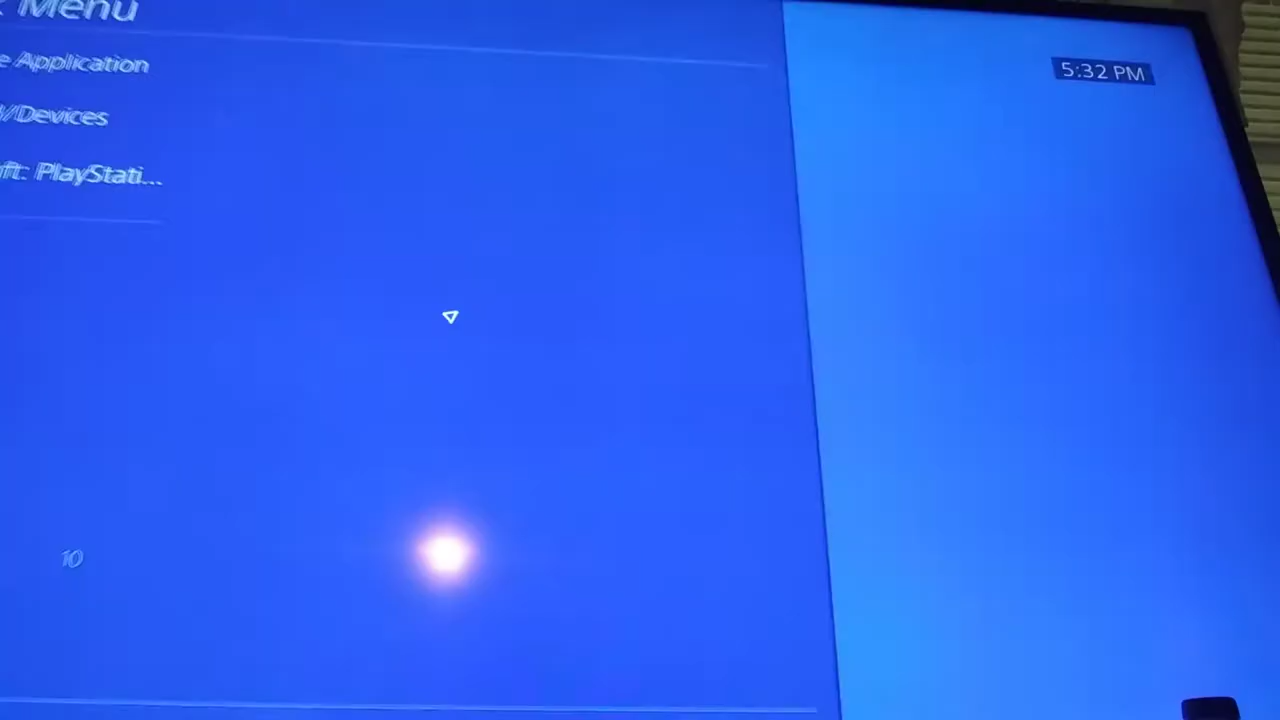 Menu
5:32 PM
Application
/Devices
ft: PlayStati...
10